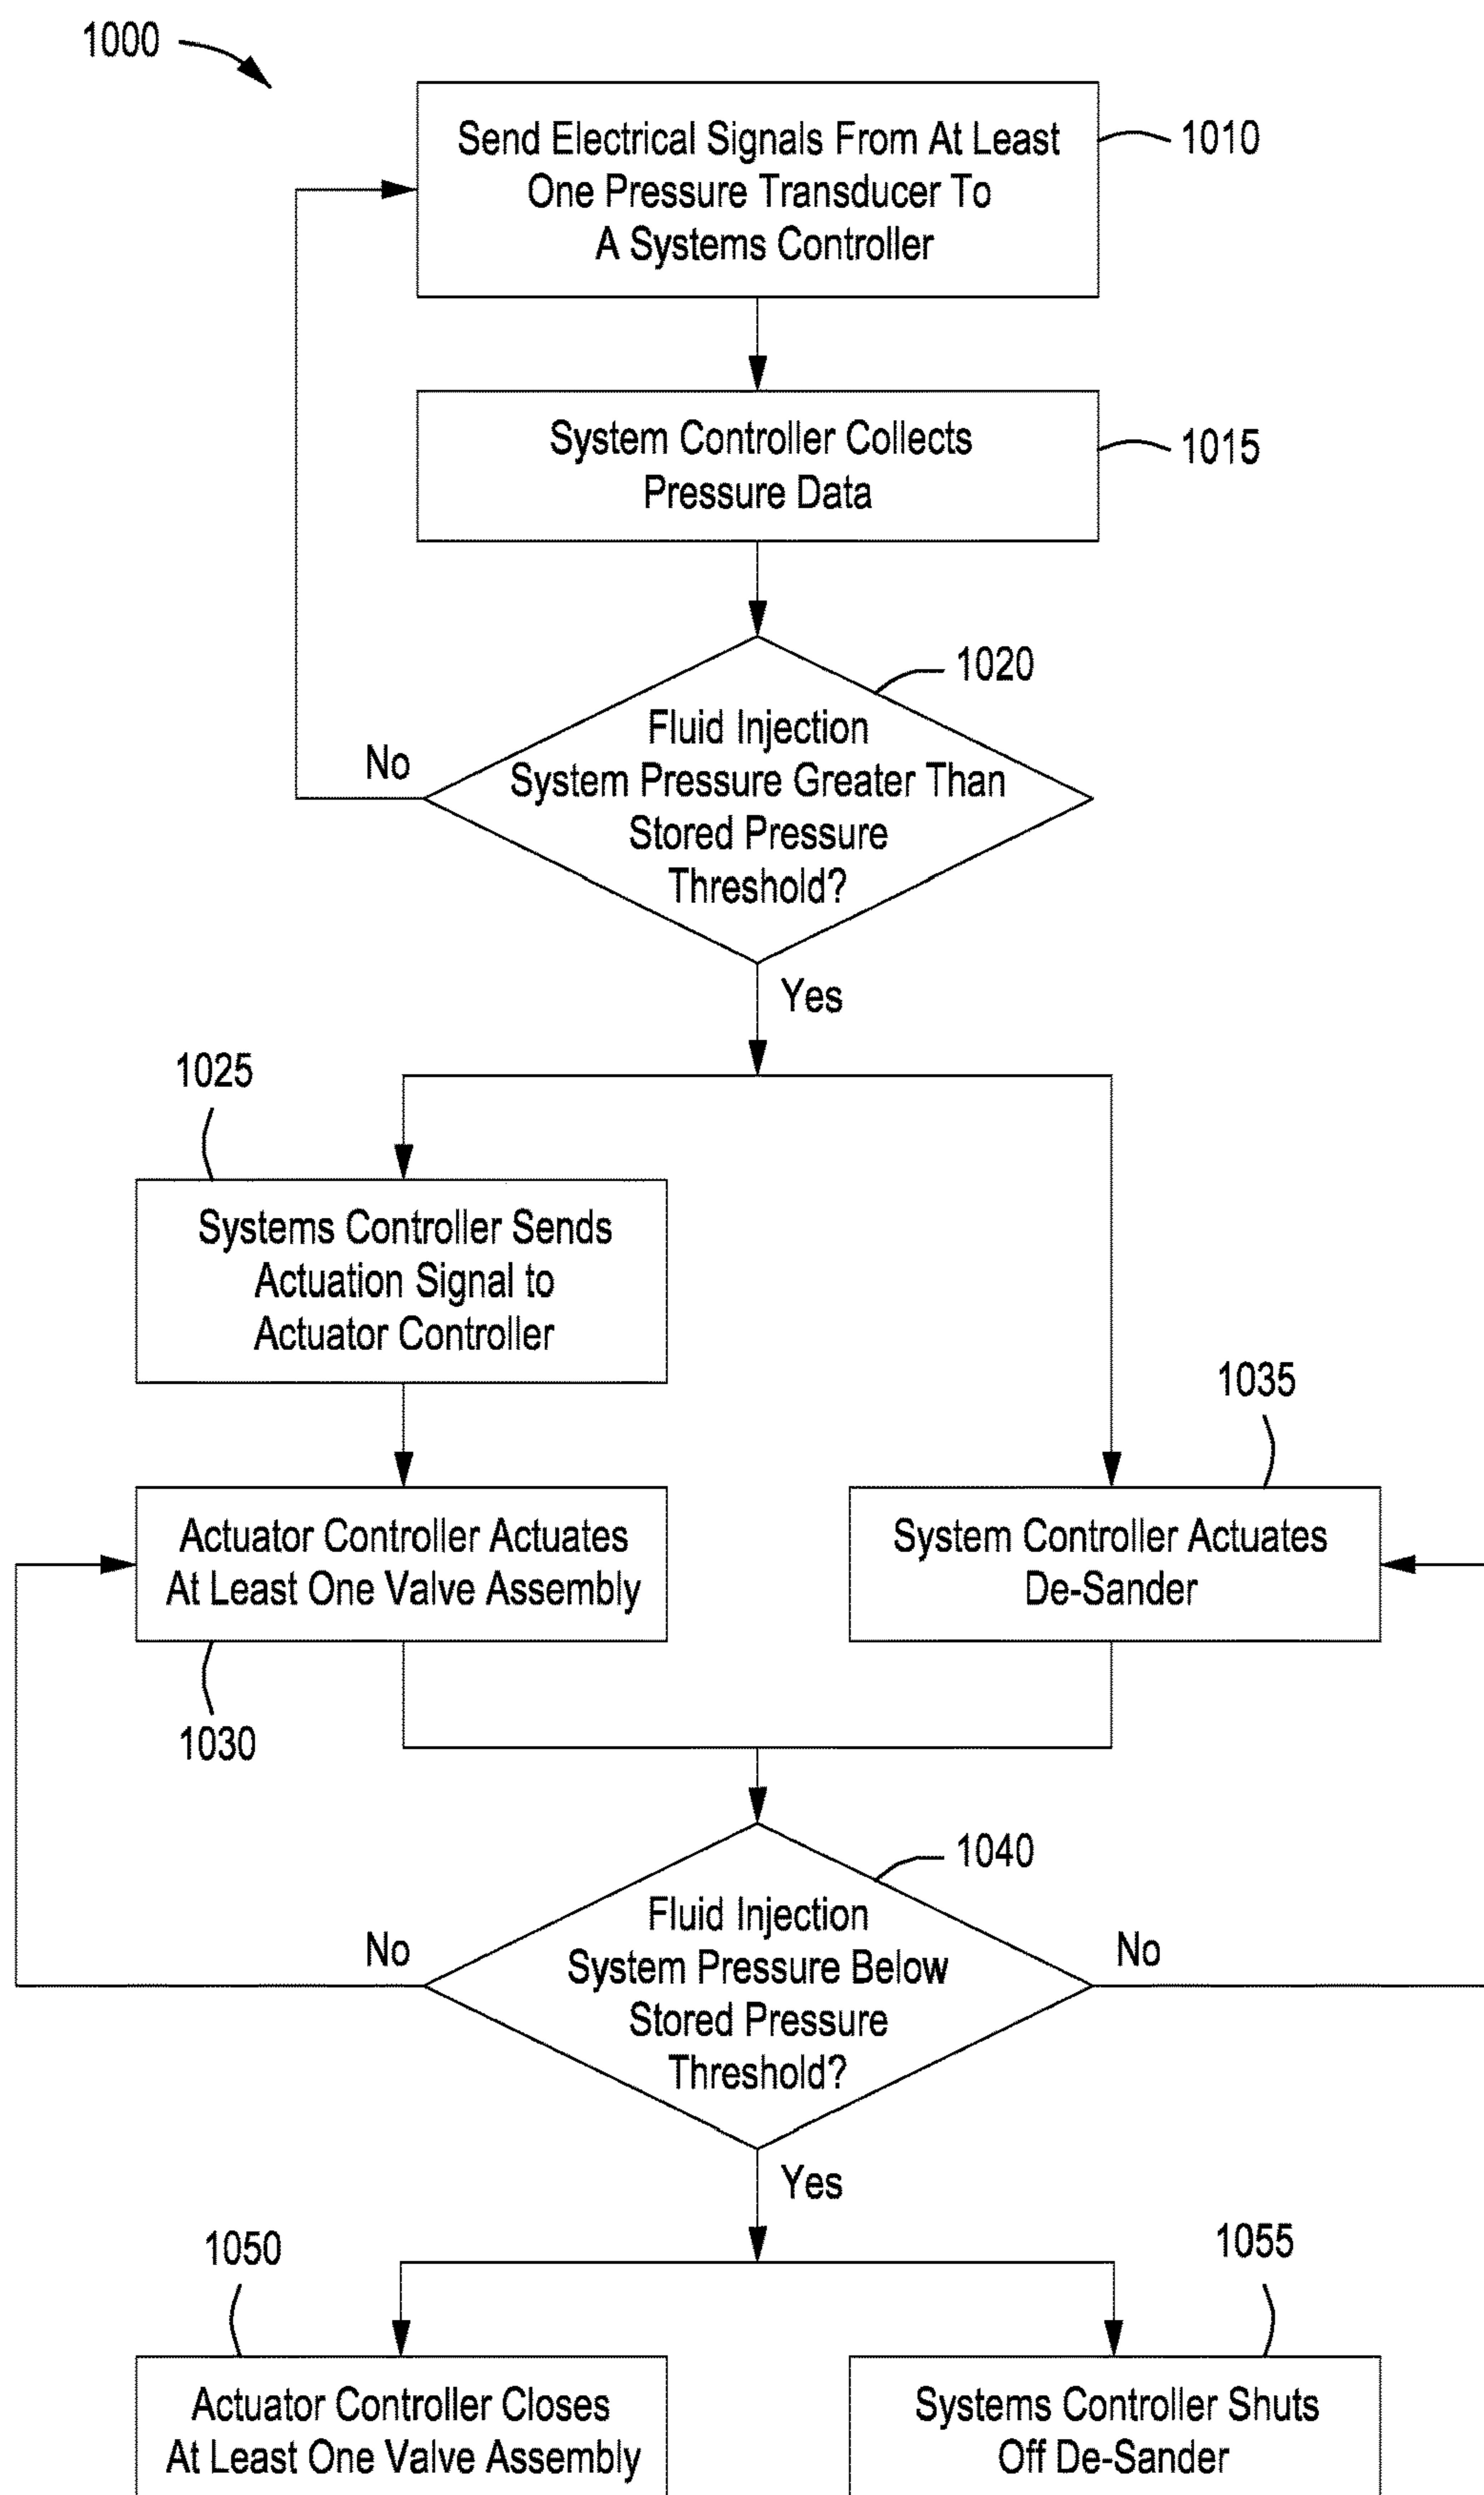 1000
Send Electrical Signals From At Least
One Pressure Transducer To
A Systems Controller
1010
System Controller Collects
Pressure Data
1015
1020
Fluid Injection
System Pressure Greater Than
Stored Pressure
Threshold?
No
Yes
1025
Systems Controller Sends
Actuation Signal to
Actuator Controller
1035
Actuator Controller Actuates
At Least One Valve Assembly
System Controller Actuates
De-Sander
1030
1040
Fluid Injection
System Pressure Below
Stored Pressure
Threshold?
No
No
Yes
1050
1055
Actuator Controller Closes
At Least One Valve Assembly
Systems Controller Shuts
Off De-Sander